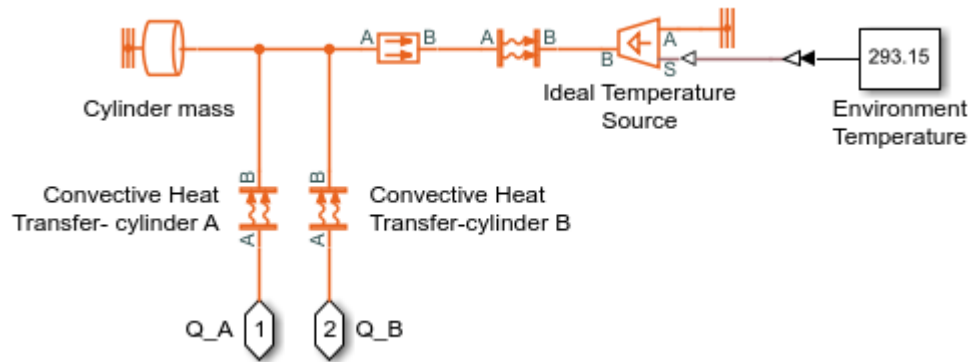 A B A B B A S
293.15
Cylinder mass
Ideal Temperature
Source
Environment
Temperature
B B
Convective Heat
Transfer- cylinder A
Convective Heat
Transfer-cylinder B
A A
Q_A 1 2 Q_B